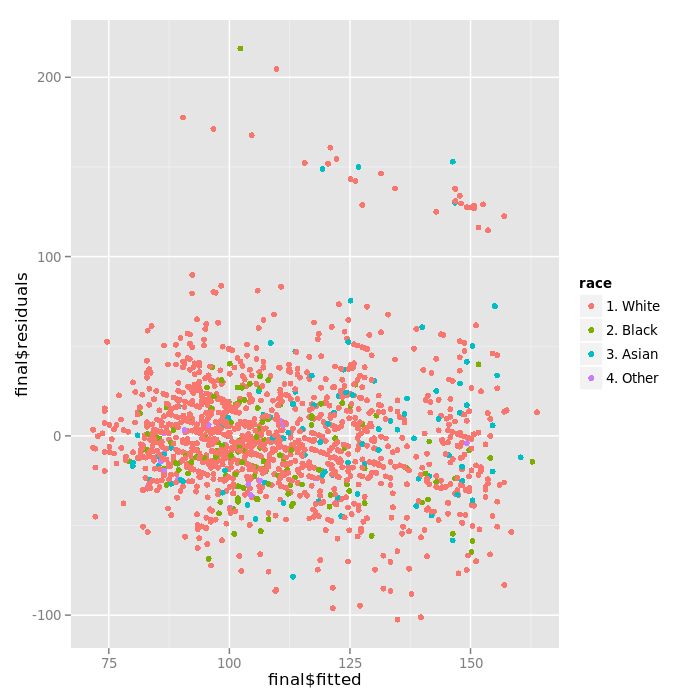 200
100
0
-100
final$residuals
75
100
125
150
final$fitted
race
1. White
2. Black
3. Asian
4. Other